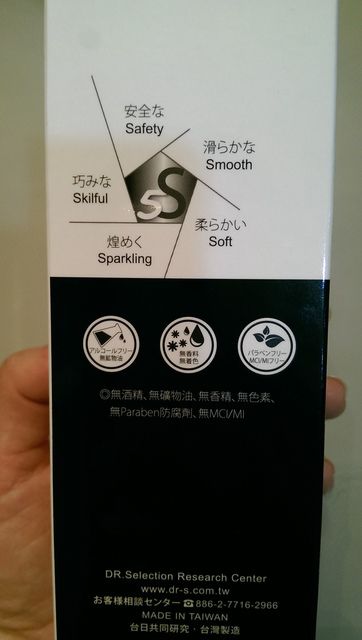 安全な
Safety
滑らかな
Smooth
巧みな
Skilful
5S
柔らかい
Soft
煌めく
Sparkling
アルコールフリー
無鉱物油
無香料
無着色
パラベンフリー
MCI/MIフリー
◎無酒精、無礦物油、無香精、無色素、
無Paraben防腐劑、無MCI/MI
DR.Selection Research Center
www.dr-s.com.tw
お客様相談センター☎886-2-7716-2966
MADE IN TAIWAN
台日共同研究・台灣製造